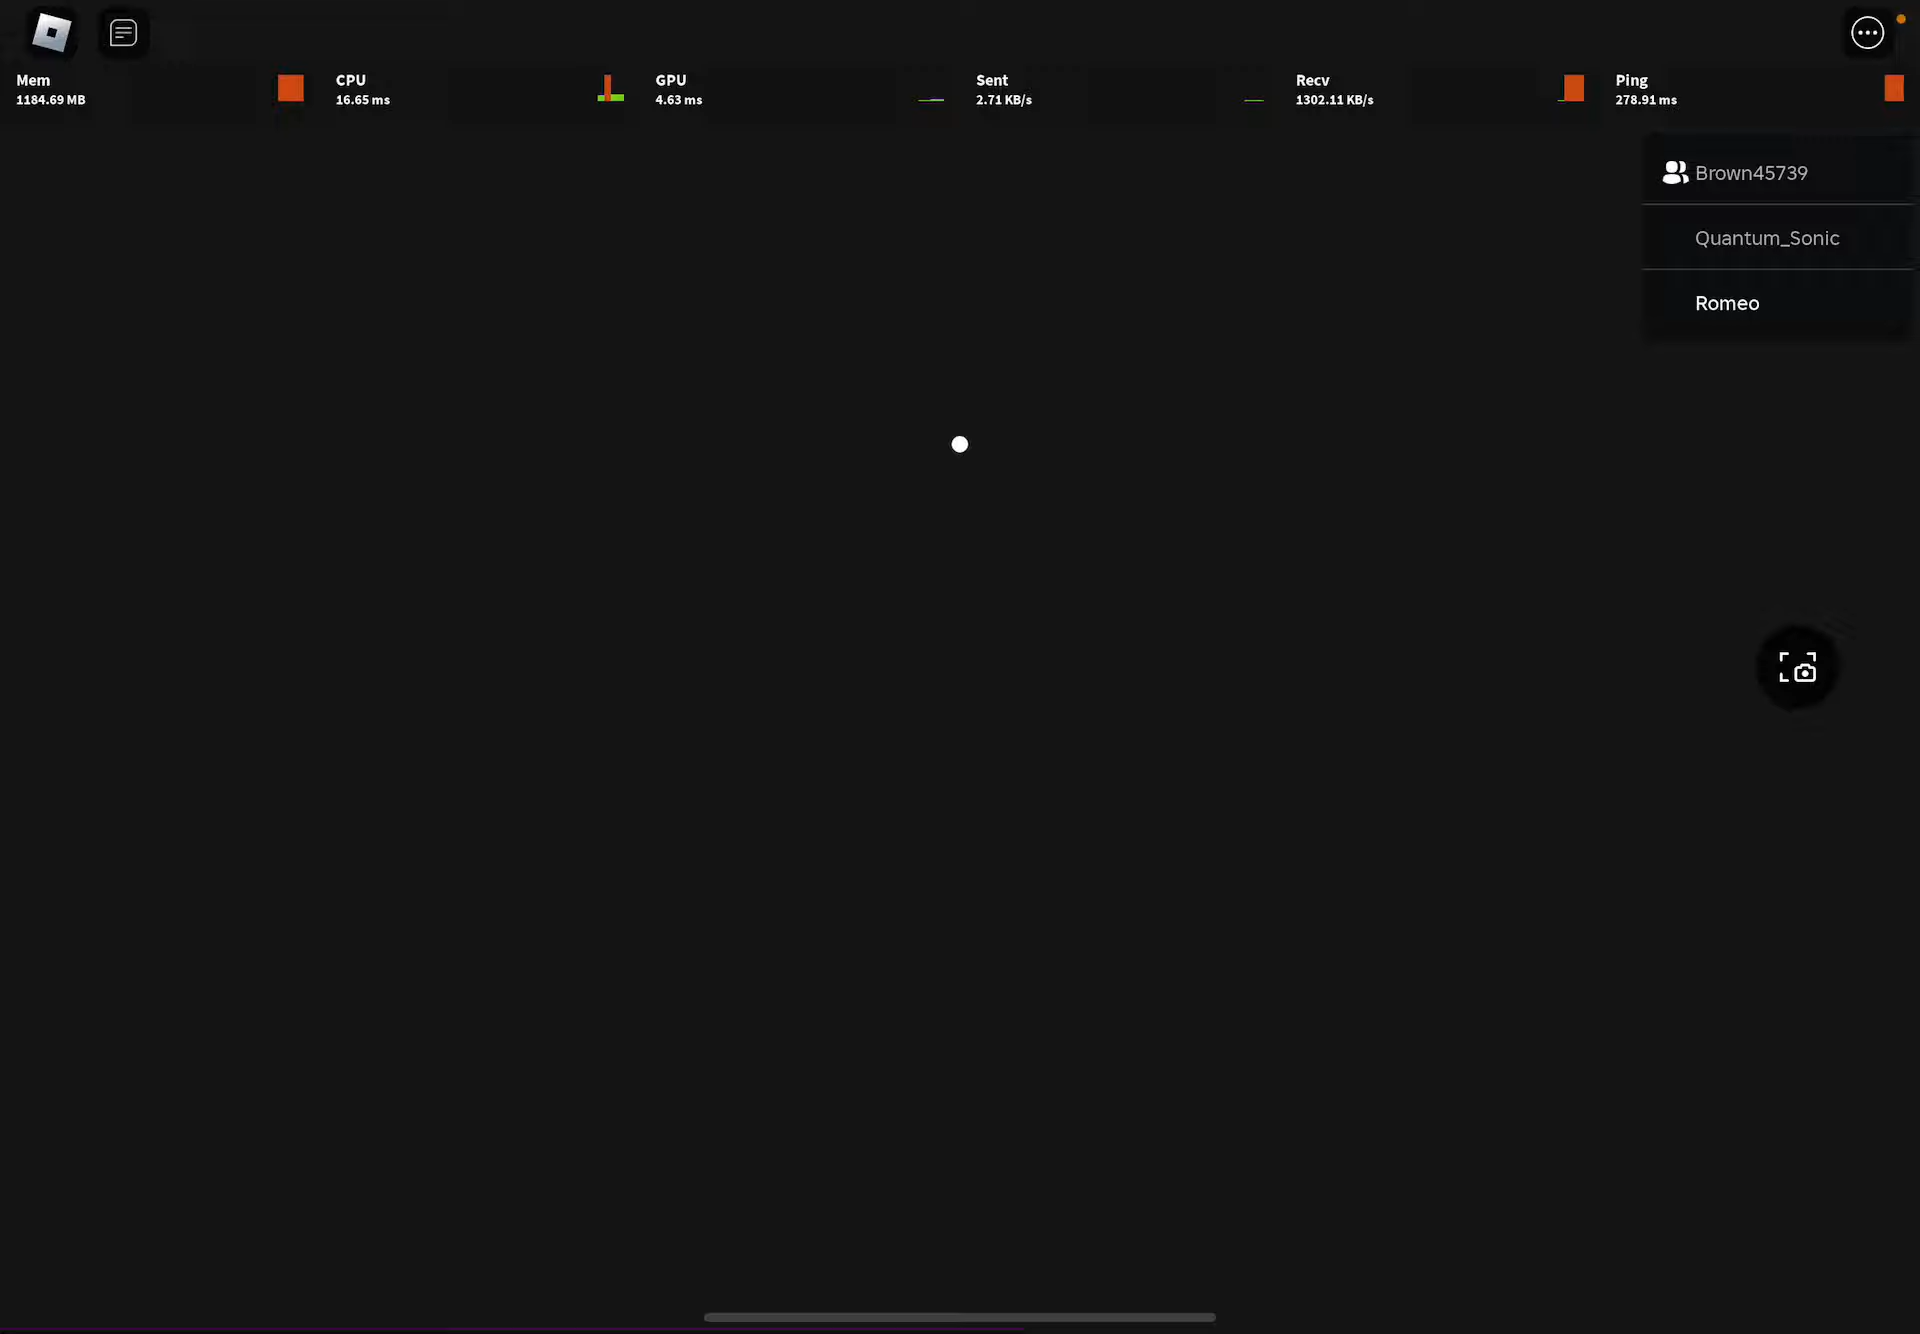 Mem
1184.69 MB
CPU
16.65 ms
GPU
4.63 ms
Sent
2.71 KB/s
Recv
1302.11 KB/s
Ping
278.91 ms
Brown45739
Quantum_Sonic
Romeo